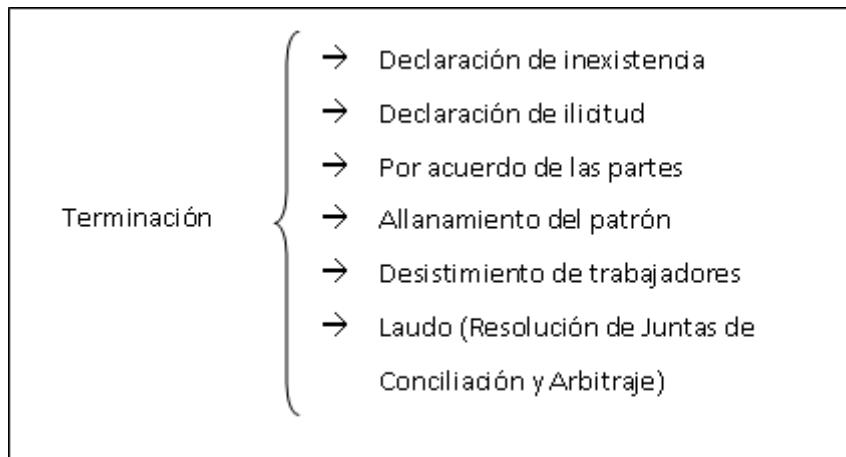 → Declaración de inexistencia
→ Declaración de ilicitud
→ Por acuerdo de las partes
Terminación
→ Allanamiento del patrón
→ Desistimiento de trabajadores
→ Laudo (Resolución de Juntas de
Conciliación y Arbitraje)